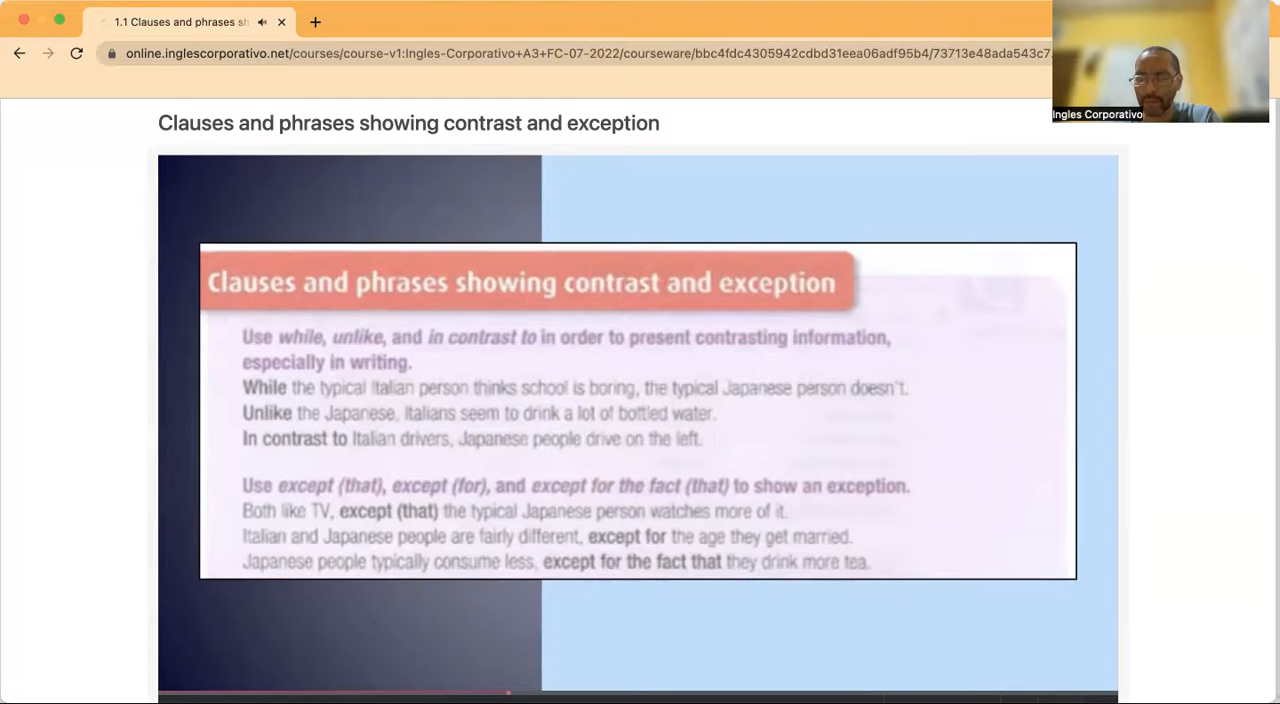 1.1 Clauses and phrases sh
online.inglescorporativo.net/courses/course-v1:Ingles-Corporativo+A3+FC-07-2022/courseware/bbc4fdc4305942cdbd31eea06adf95b4/73713e48ada543c7
Ingles Corporativo
Clauses and phrases showing contrast and exception
Clauses and phrases showing contrast and exception
Use while, unlike, and in contrast to in order to present contrasting information,
especially in writing.
While the typical Italian person thinks school is boring, the typical Japanese person doesn't.
Unlike the Japanese, Italians seem to drink a lot of bottled water.
In contrast to Italian drivers, Japanese people drive on the left.
Use except (that), except (for), and except for the fact (that) to show an exception.
Both like TV, except (that) the typical Japanese person watches more of it.
Italian and Japanese people are fairly different, except for the age they get married.
Japanese people typically consume less, except for the fact that they drink more tea.